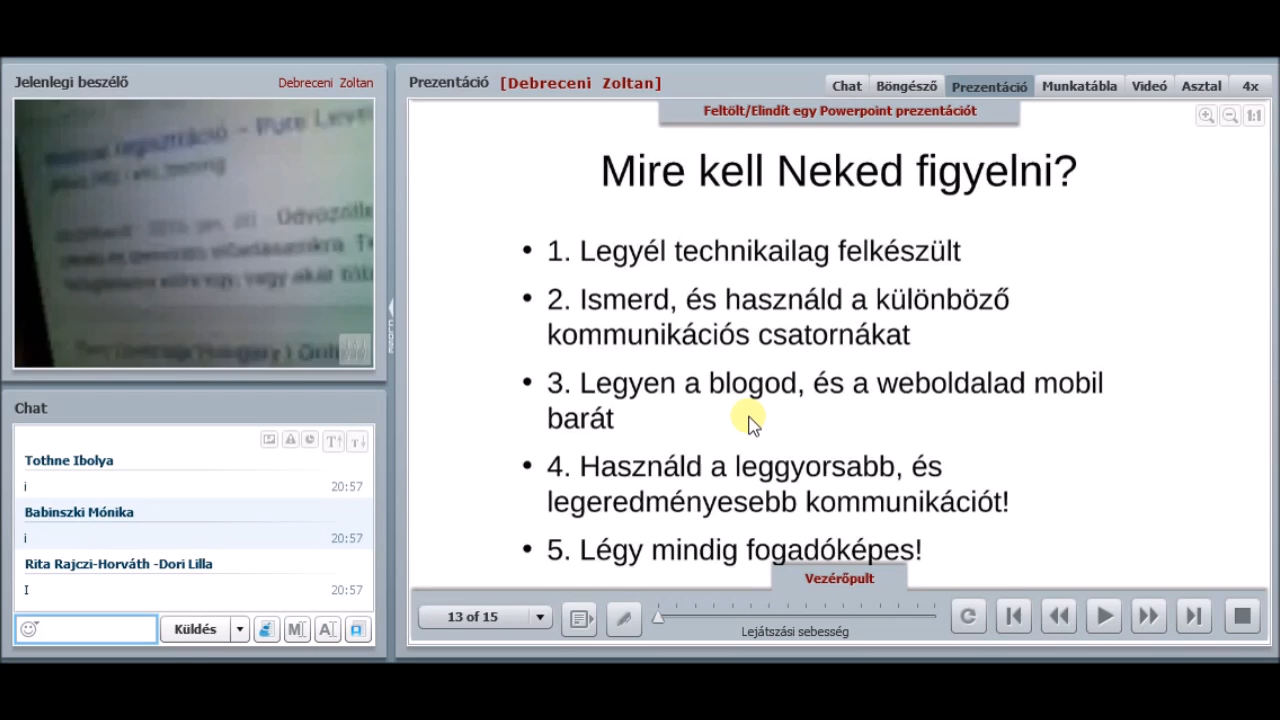 Jelenlegi beszélő
Debreceni Zoltan
Chat
Tothne Ibolya
i 20:57
Babinszki Mónika
i 20:57
Rita Rajczi-Horváth -Dori Lilla
I 20:57
Küldés
Prezentáció [Debreceni Zoltan]
Chat Böngésző Prezentáció Munkatábla Videó Asztal 4x
Feltölt/Elindít egy Powerpoint prezentációt
1:1
Mire kell Neked figyelni?
• 1. Legyél technikailag felkészült
• 2. Ismerd, és használd a különböző
kommunikációs csatornákat
• 3. Legyen a blogod, és a weboldalad mobil
barát
• 4. Használd a leggyorsabb, és
legeredményesebb kommunikációt!
• 5. Légy mindig fogadóképes!
Vezérőpult
13 of 15
Lejátszási sebesség